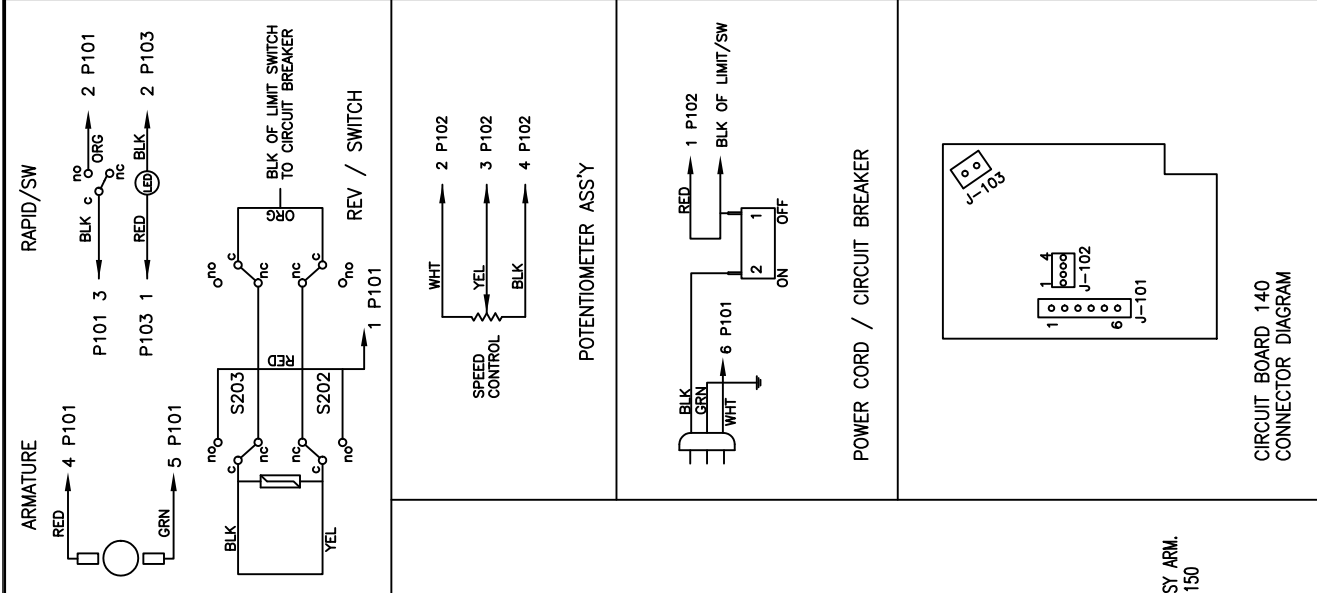 RAPID/SW
ARMATURE
4 P101
RED
GRN
5 P101
P101 3
BLK
c
no
nc
ORG
2 P101
P103 1
RED
LED
BLK
2 P103
BLK
YEL
c
no
nc
nc
c
no
S203
S202
RED
1 P101
no
c
nc
nc
c
no
ORG
BLK OF LIMIT SWITCH
TO CIRCUIT BREAKER
REV / SWITCH
SPEED
CONTROL
WHT
2 P102
YEL
3 P102
BLK
4 P102
POTENTIOMETER ASS'Y
BLK
GRN
WHT
6 P101
RED
1 P102
BLK OF LIMIT/SW
2
1
ON
OFF
POWER CORD / CIRCUIT BREAKER
J-103
1
4
J-102
1
6
J-101
CIRCUIT BOARD 140
CONNECTOR DIAGRAM
SY ARM.
150